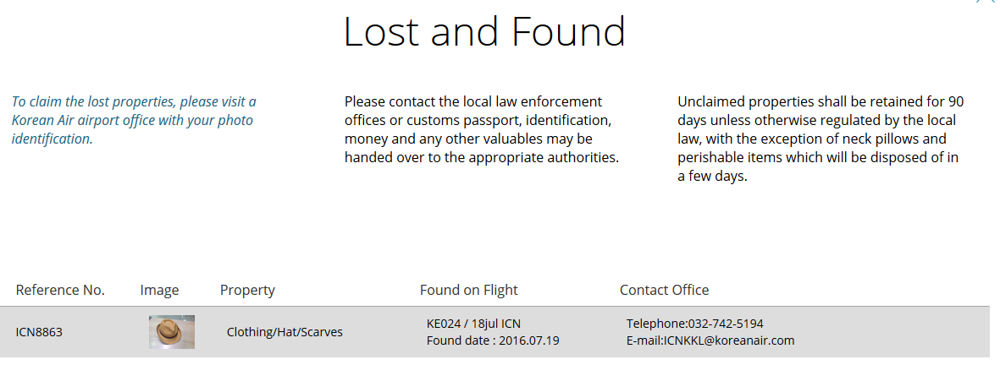 Lost and Found
To claim the lost properties, please visit a
Korean Air airport office with your photo
identification.
Please contact the local law enforcement
offices or customs passport, identification,
money and any other valuables may be
handed over to the appropriate authorities.
Unclaimed properties shall be retained for 90
days unless otherwise regulated by the local
law, with the exception of neck pillows and
perishable items which will be disposed of in
a few days.
Reference No. Image Property Found on Flight Contact Office
ICN8863 Clothing/Hat/Scarves
KE024 / 18jul ICN
Found date : 2016.07.19
Telephone:032-742-5194
E-mail:ICNKKL@koreanair.com